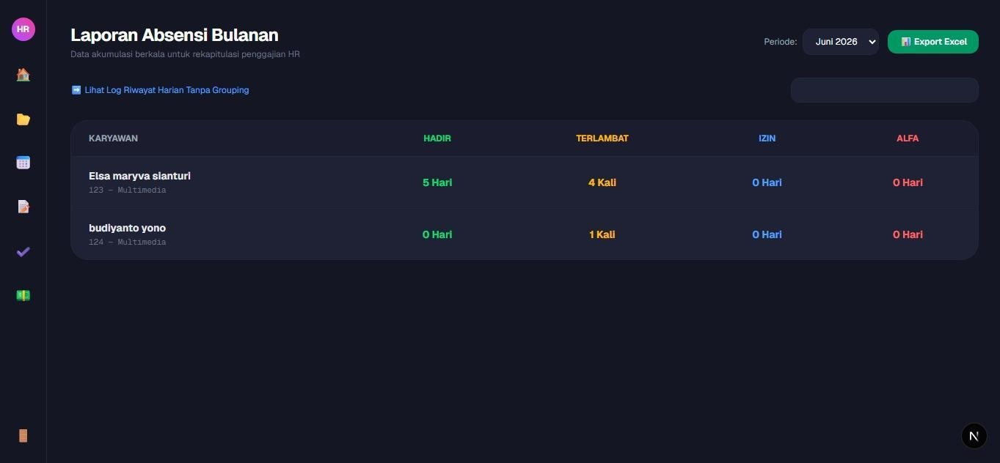 HR
Laporan Absensi Bulanan
Data akumulasi berkala untuk rekapitulasi penggajian HR
Periode: Juni 2026 Export Excel
Lihat Log Riwayat Harian Tanpa Grouping
KARYAWAN HADIR TERLAMBAT IZIN ALFA
Elsa maryva sianturi
123 — Multimedia
5 Hari 4 Kali 0 Hari 0 Hari
budiyanto yono
124 — Multimedia
0 Hari 1 Kali 0 Hari 0 Hari
N